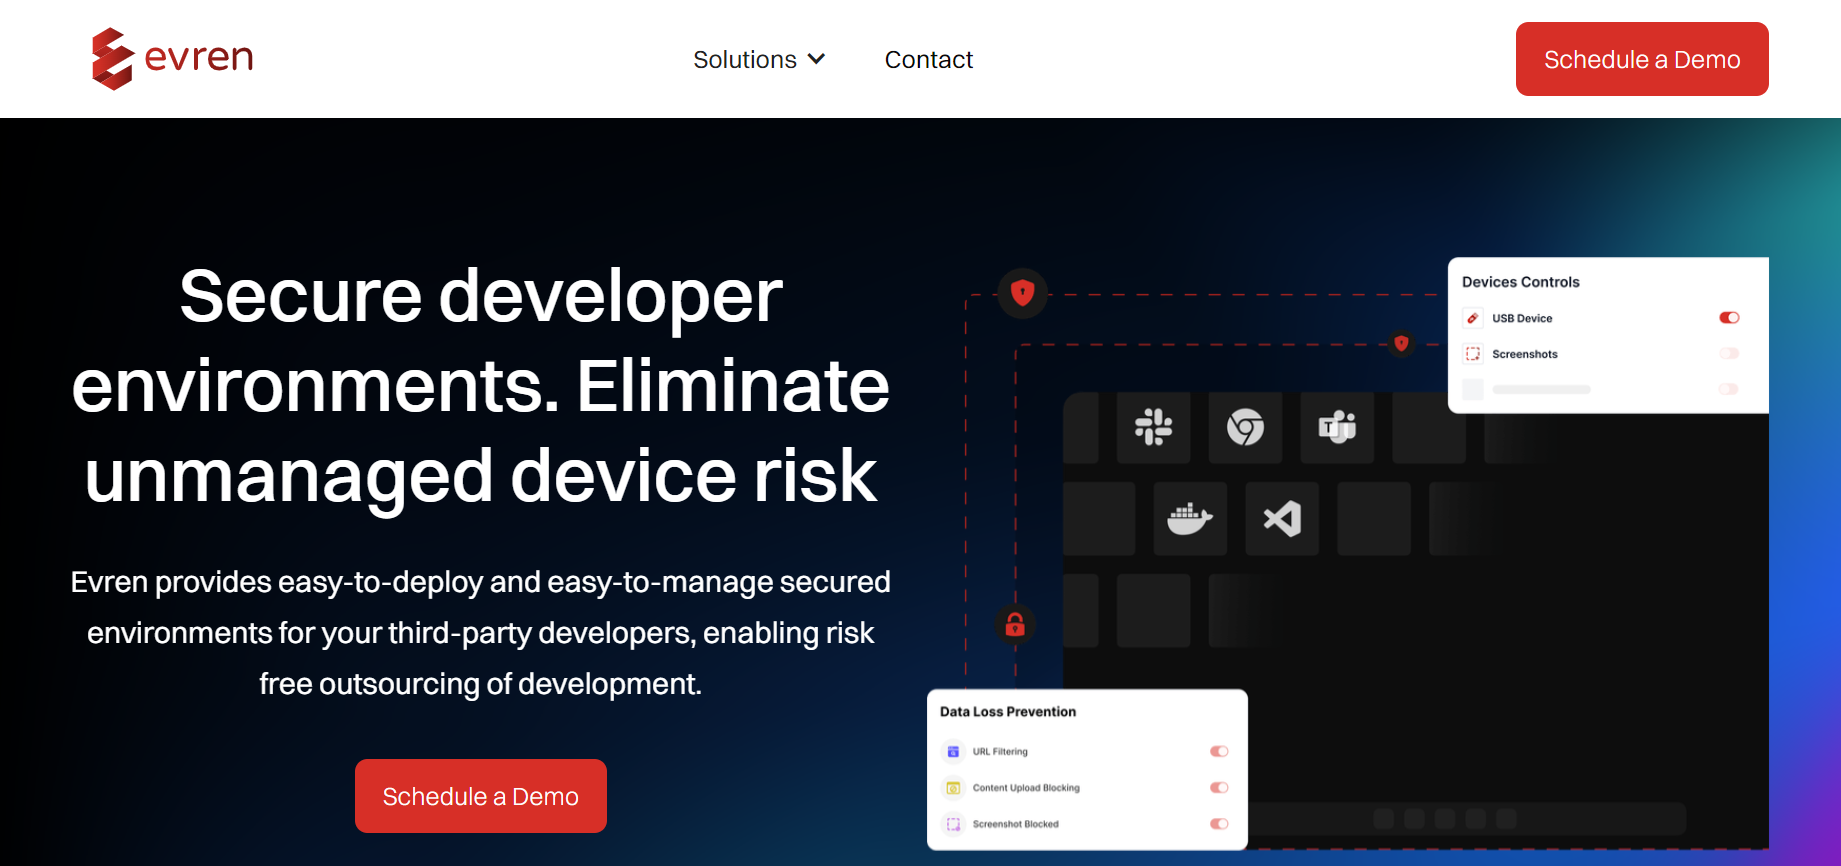 evren
Solutions
Contact
Schedule a Demo
Secure developer
environments. Eliminate
unmanaged device risk
Evren provides easy-to-deploy and easy-to-manage secured
environments for your third-party developers, enabling risk
free outsourcing of development.
Schedule a Demo
Devices Controls
USB Device
Screenshots
T
Data Loss Prevention
URL Filtering
Content Upload Blocking
Screenshot Blocked